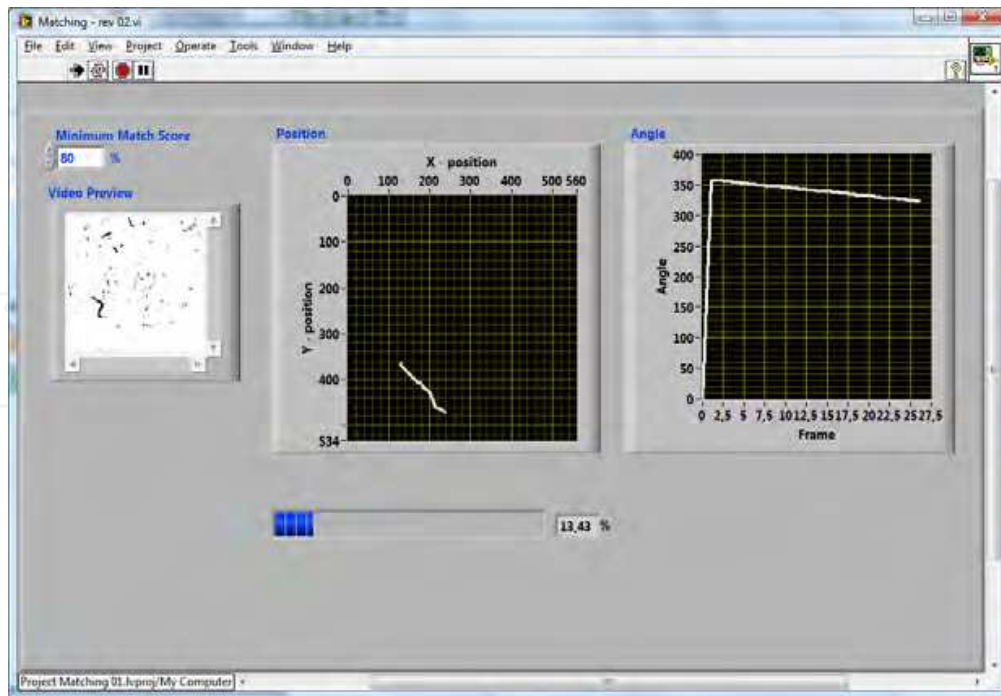 Matching - rev 02.vi
File Edit View Project Operate Tools Window Help
Minimum Match Score
80 %
Video Preview
Position
X - position
0 100 200 300 400 500 560
Y - position
0
100
200
300
400
534
Angle
Angle
400
350
300
250
200
150
100
50
0
0 2,5 5 7,5 10 12,5 15 17,5 20 22,5 25 27,5
Frame
13,43 %
Project Matching 01.lvproj/My Computer